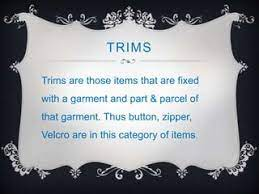 TRIMS
Trims are those items that are fixed
with a garment and part & parcel of
that garment. Thus button, zipper,
Velcro are in this category of items.